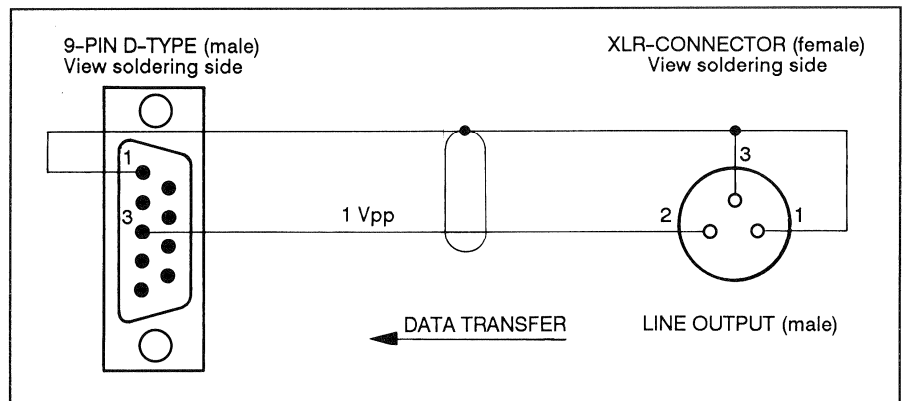 9-PIN D-TYPE (male)
View soldering side
XLR-CONNECTOR (female)
View soldering side
1
3
3
1 Vpp
2
1
DATA TRANSFER
LINE OUTPUT (male)